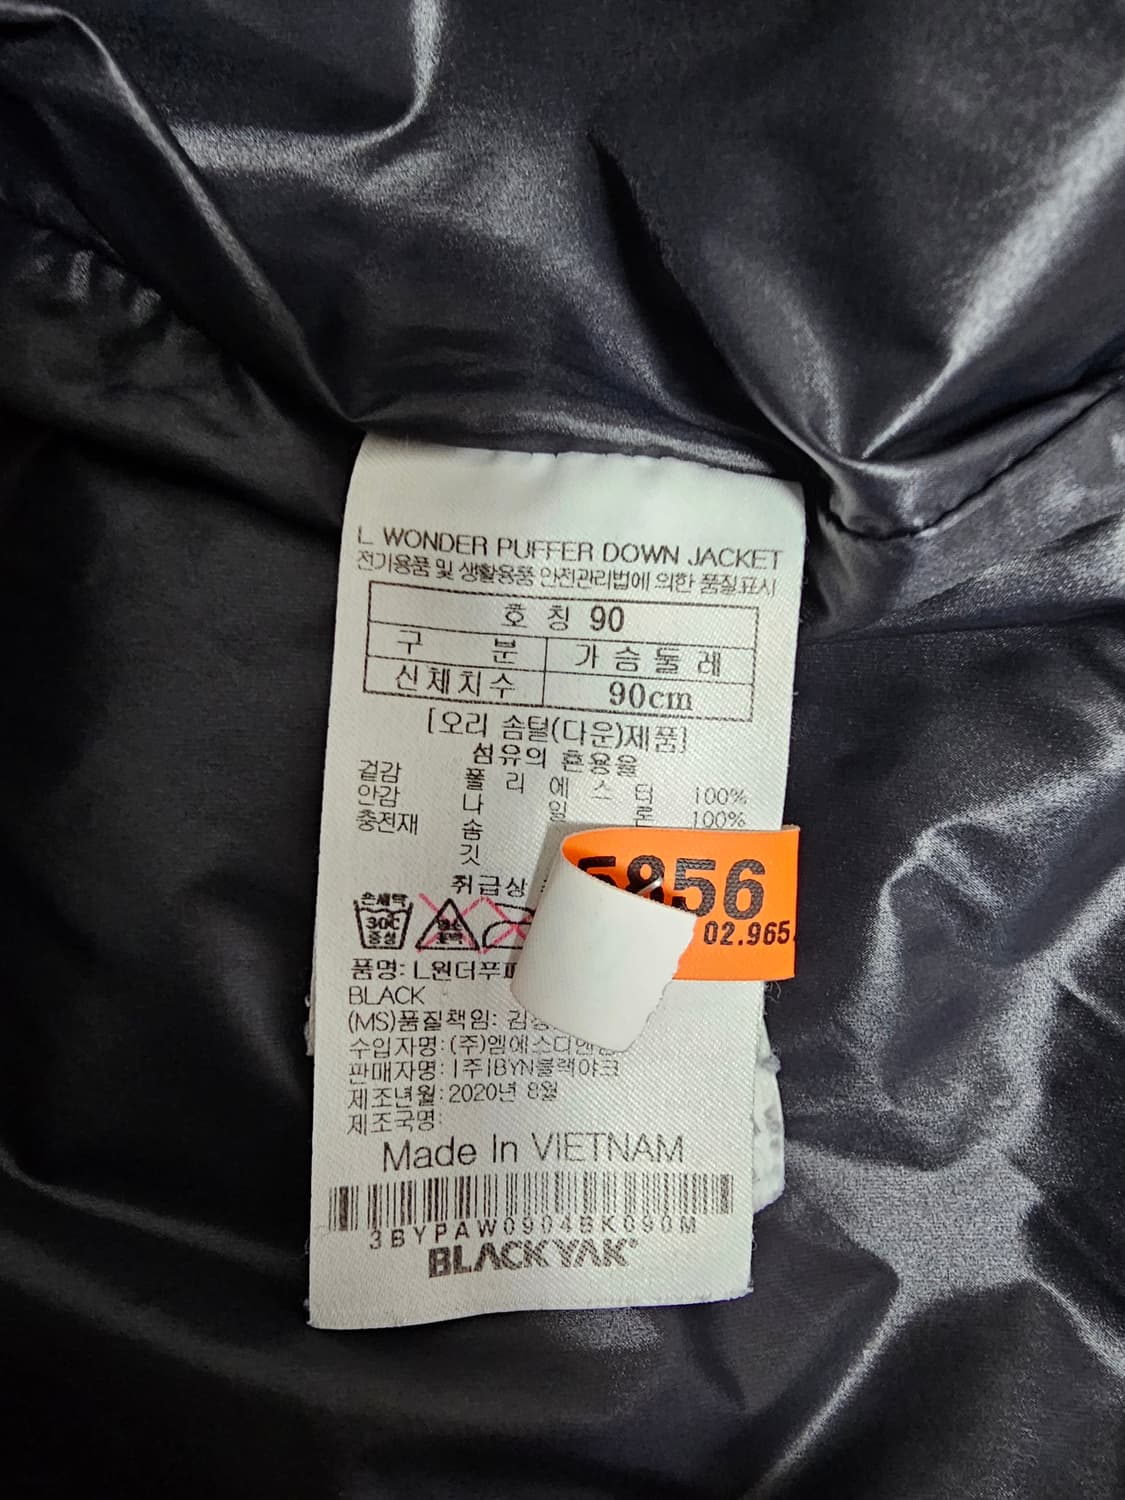 L WONDER PUFFER DOWN JACKET
전기용품 및 생활용품 안전관리법에 의한 품질표시
호 칭 90
구 분 가슴둘레
신체치수 90cm
[오리 솜털(다운)제품]
섬유의 혼용율
겉감 폴 리 에 스 터 100%
안감 나 일 론 100%
충전재 솜
깃
5856
취급상
02.965
손세탁
30℃
중성
품명: L원더푸퍼
BLACK
(MS)품질책임:
수입자명: (주)엠에스디앤
판매자명: (주)BYN블랙야크
제조년월: 2020년 8월
제조국명:
Made In VIETNAM
3BYPAW0904BK090M
BLACKYAK